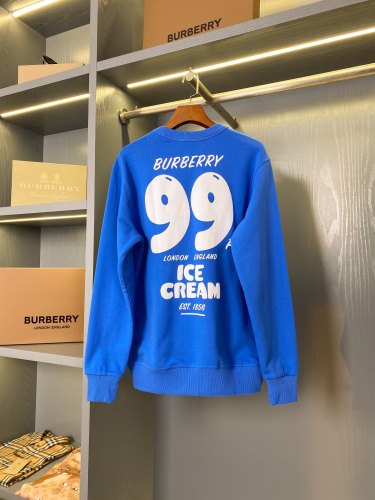 BURBERRY
BURBERRY
BURBERRY
LONDON ENGLAND
BURBERRY
99
LONDON ENGLAND
ICE
CREAM
EST. 1856